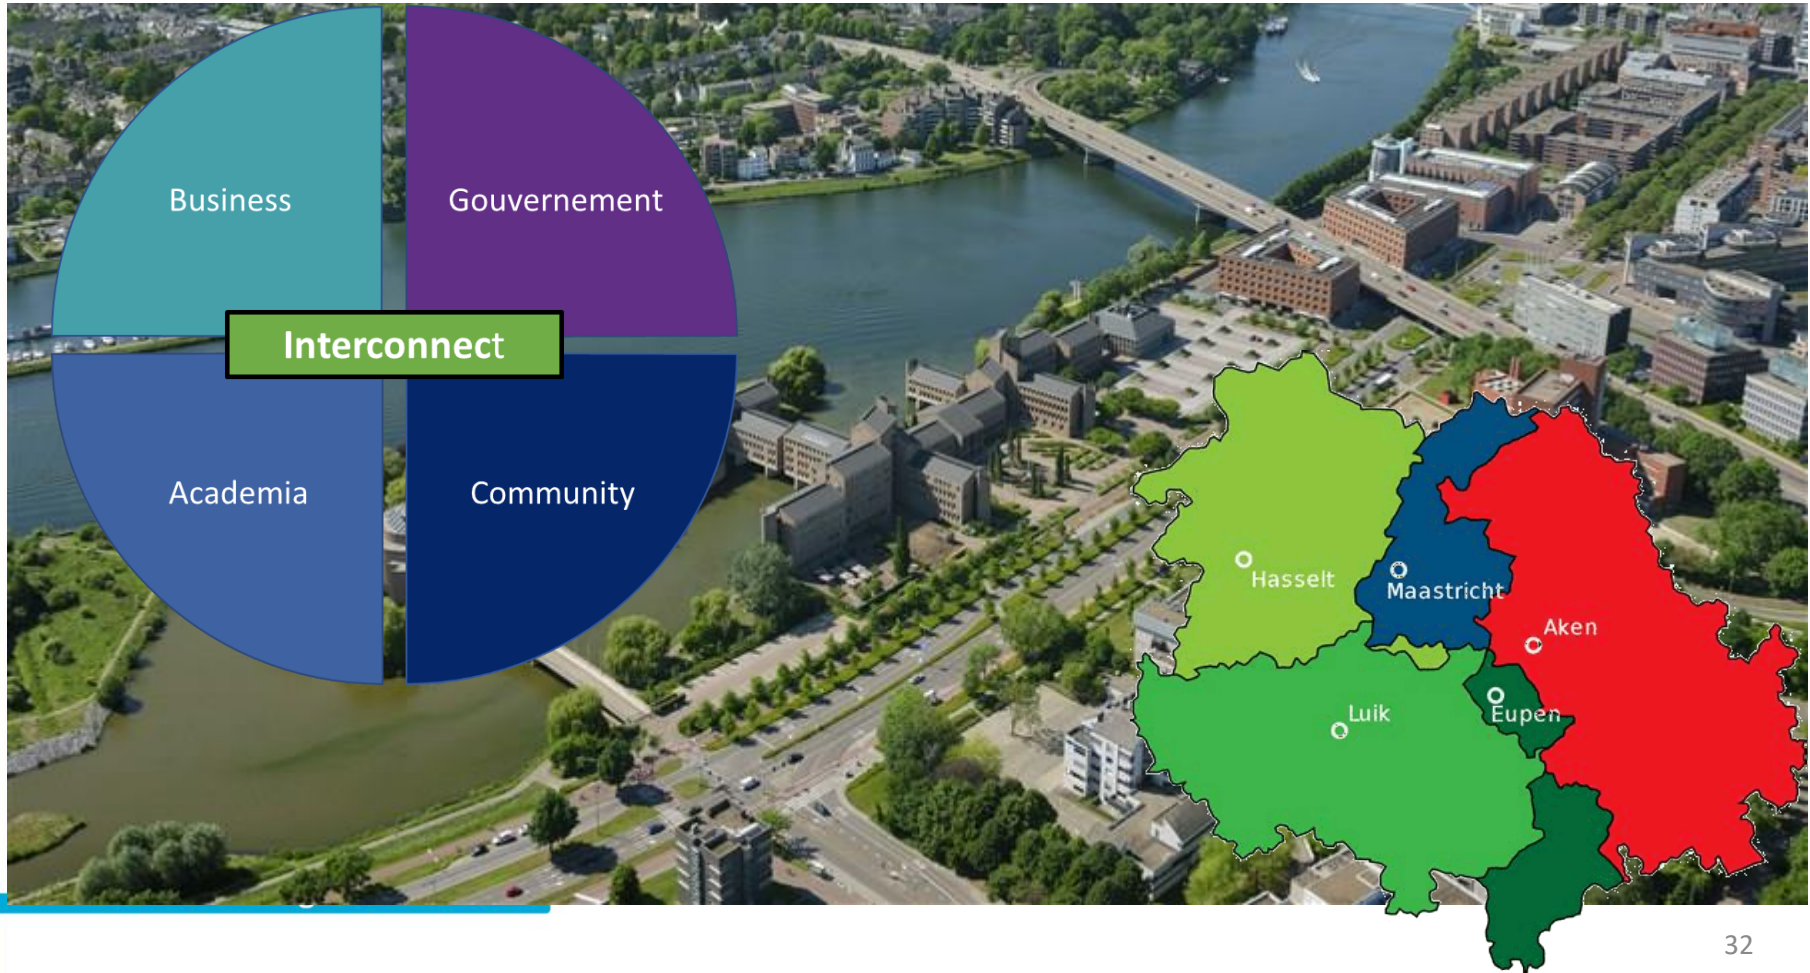 Business
Gouvernement
Interconnect
Academia
Community
Hasselt
Maastricht
Aken
Luik
Eupen
32